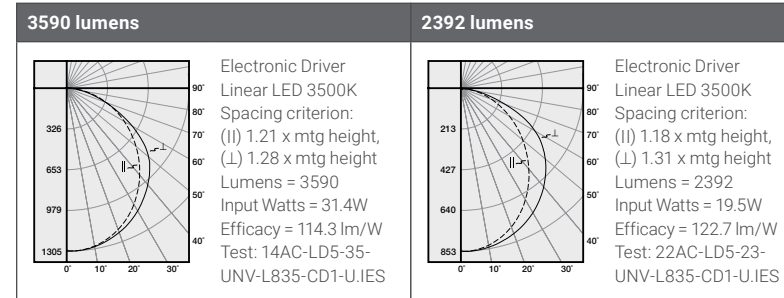 3590 lumens
326
653
979
1305
0°
10°
20°
30°
90°
80°
70°
60°
50°
40°
||
⊥
Electronic Driver
Linear LED 3500K
Spacing criterion:
(II) 1.21 x mtg height,
(⊥) 1.28 x mtg height
Lumens = 3590
Input Watts = 31.4W
Efficacy = 114.3 lm/W
Test: 14AC-LD5-35-
UNV-L835-CD1-U.IES
2392 lumens
213
427
640
853
0°
10°
20°
30°
90°
80°
70°
60°
50°
40°
||
⊥
Electronic Driver
Linear LED 3500K
Spacing criterion:
(II) 1.18 x mtg height,
(⊥) 1.31 x mtg height
Lumens = 2392
Input Watts = 19.5W
Efficacy = 122.7 lm/W
Test: 22AC-LD5-23-
UNV-L835-CD1-U.IES